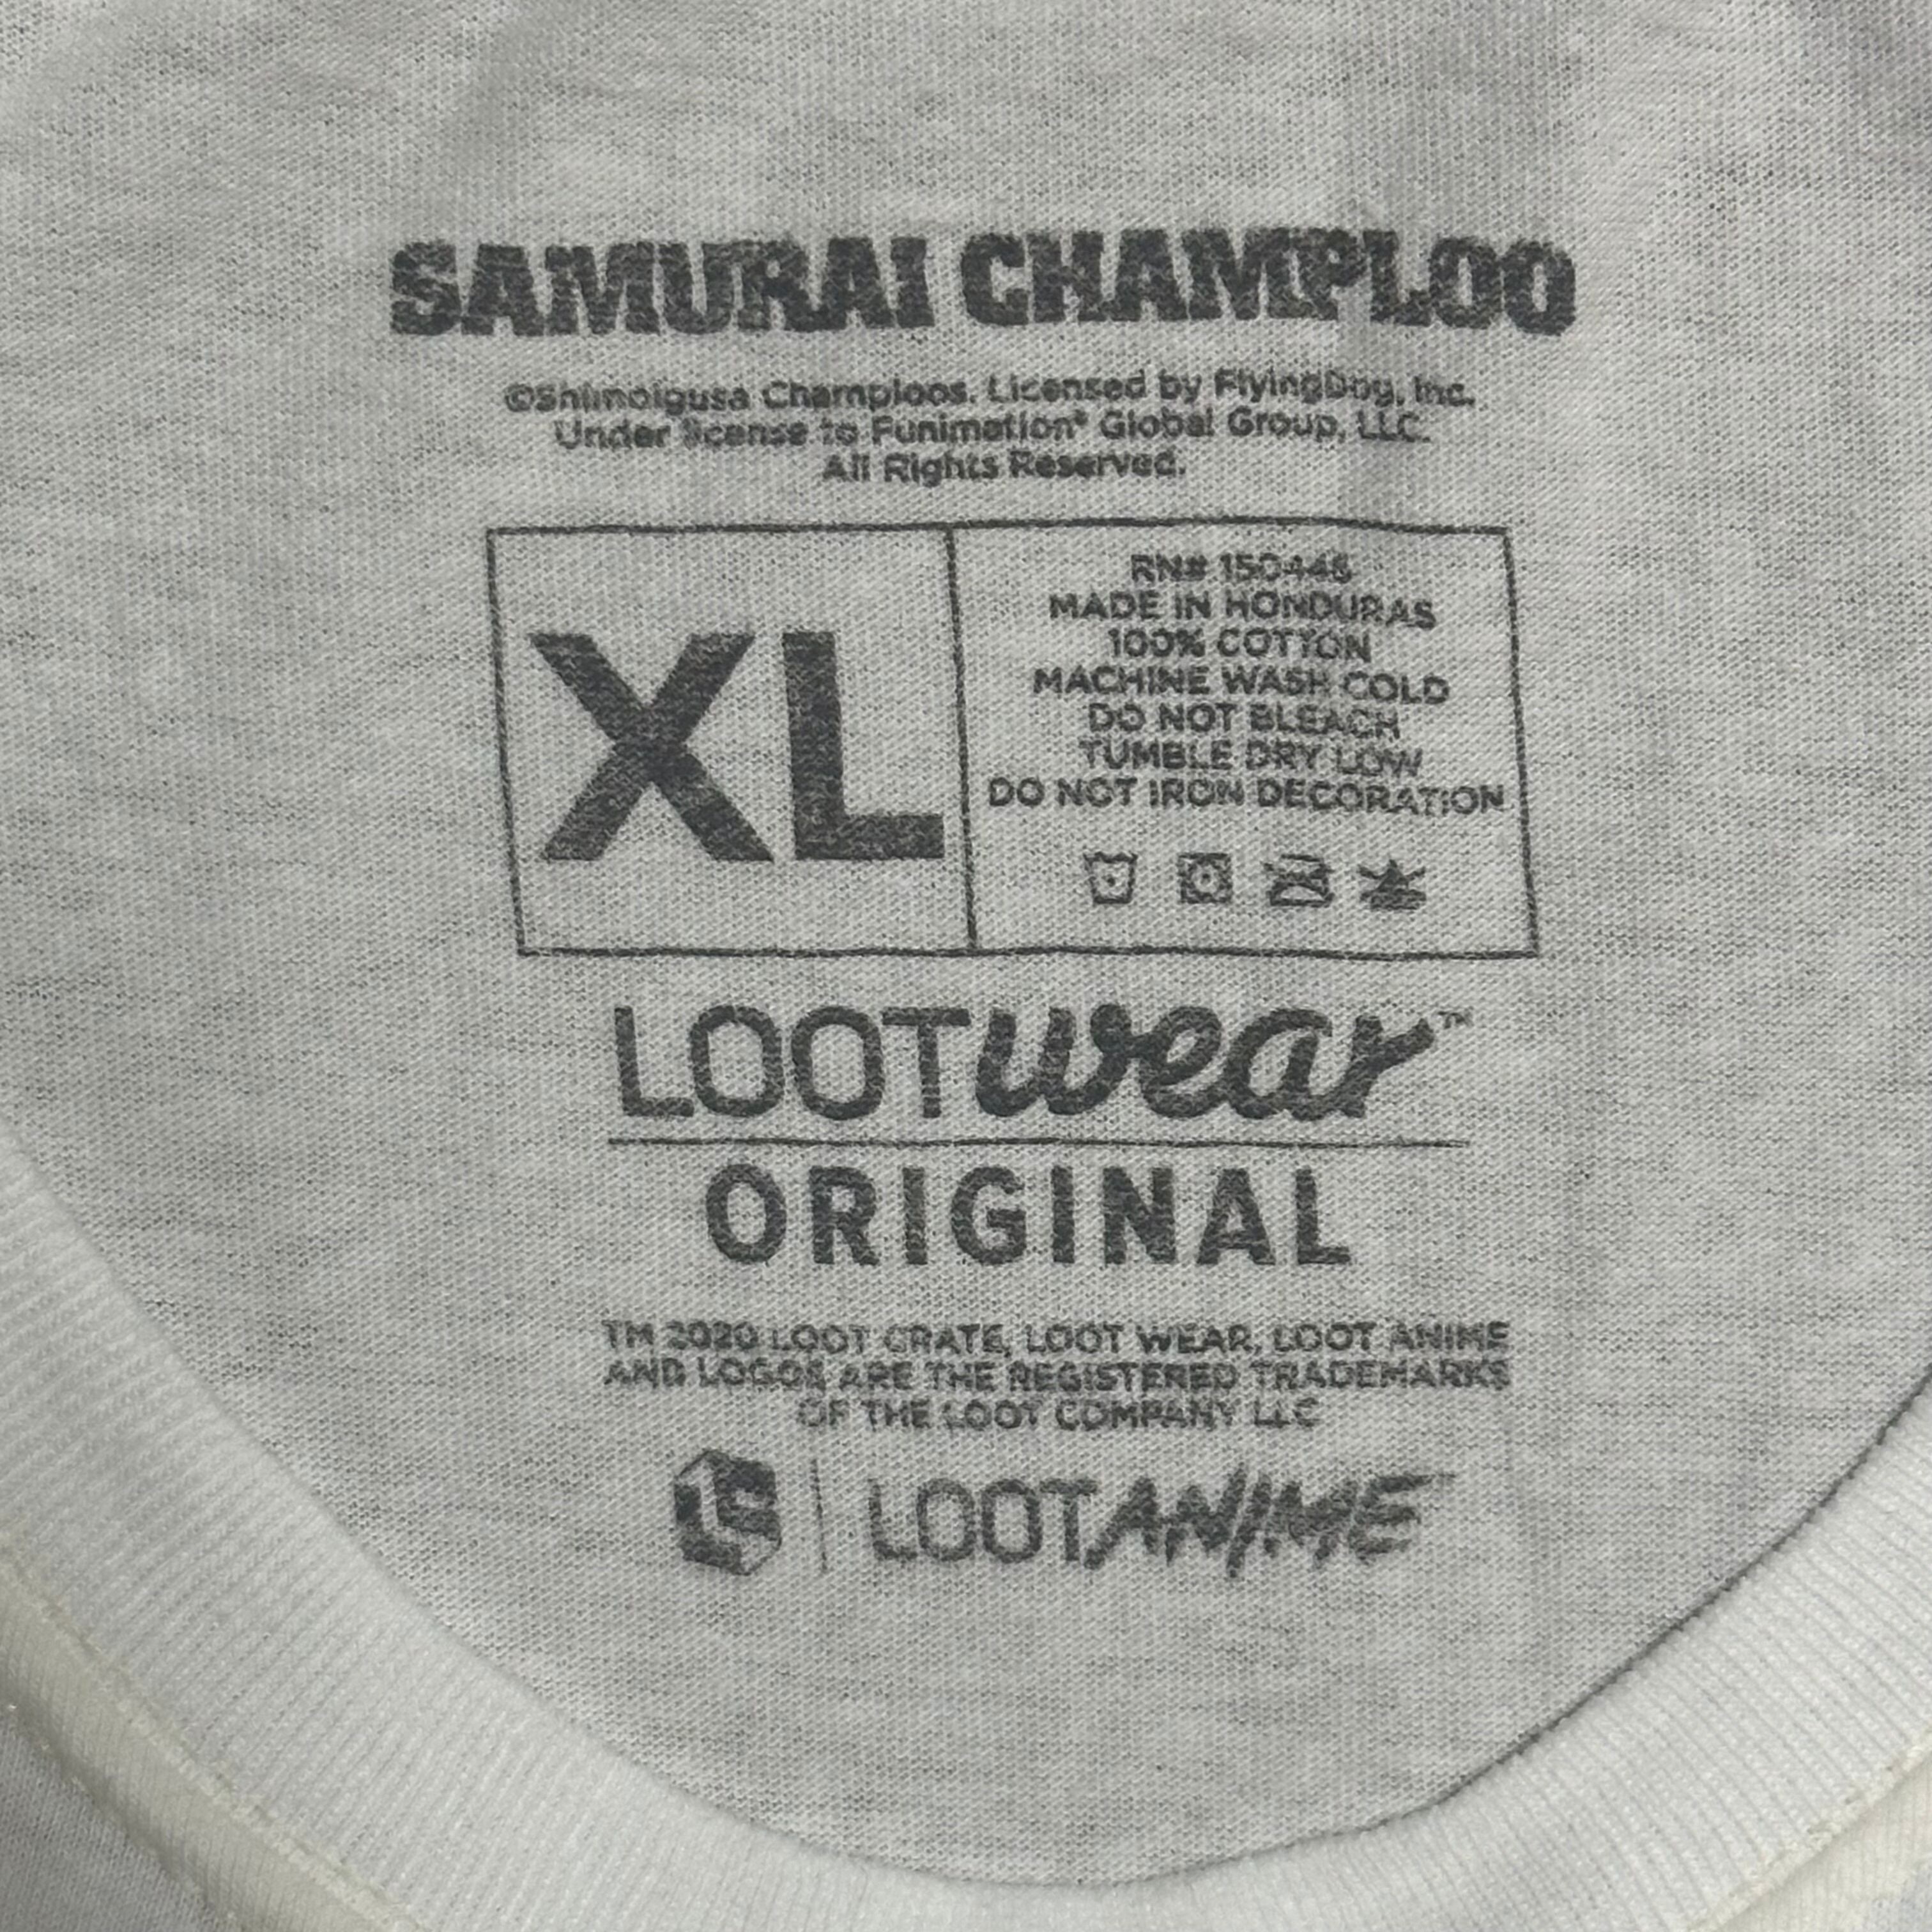 SAMURAI CHAMPLOO
©Shimoigusa Champloos. Licensed by FlyingDog, Inc.
Under license to Funimation® Global Group, LLC.
All Rights Reserved.
XL
RN# 150446
MADE IN HONDURAS
100% COTTON
MACHINE WASH COLD
DO NOT BLEACH
TUMBLE DRY LOW
DO NOT IRON DECORATION
LOOTwear™
ORIGINAL
TM 2020 LOOT CRATE, LOOT WEAR, LOOT ANIME
AND LOGOS ARE THE REGISTERED TRADEMARKS
OF THE LOOT COMPANY LLC
LOOTANIME